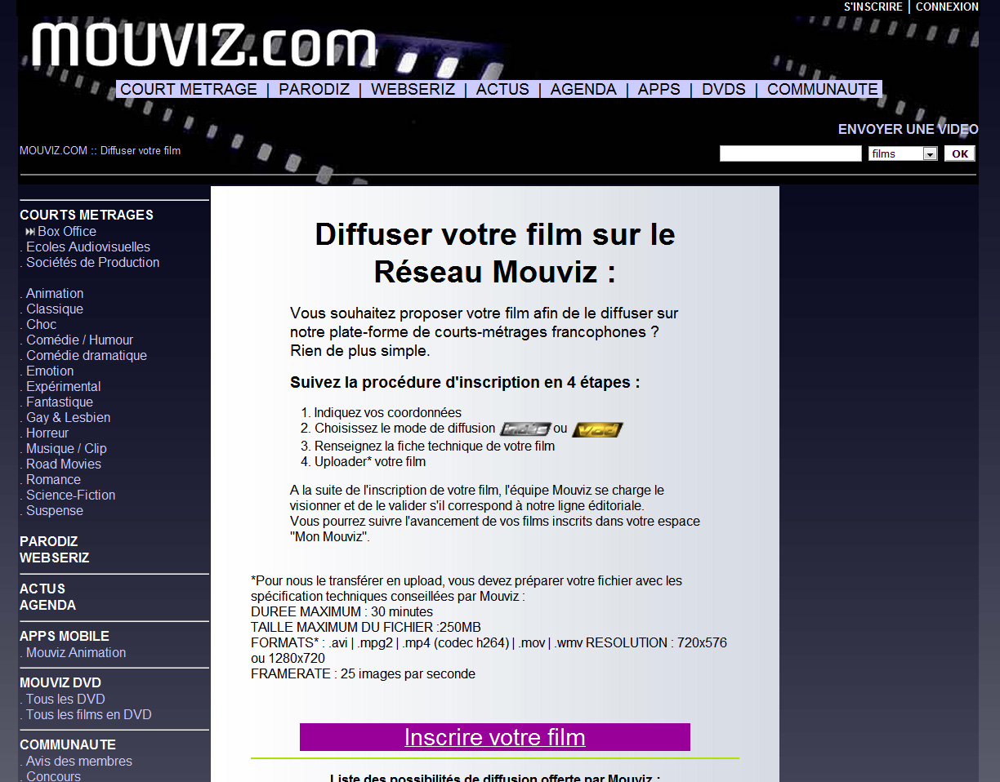 S'INSCRIRE | CONNEXION
MOUVIZ.com
COURT METRAGE | PARODIZ | WEBSERIZ | ACTUS | AGENDA | APPS | DVDS | COMMUNAUTE
ENVOYER UNE VIDEO
MOUVIZ.COM :: Diffuser votre film
films
OK
COURTS METRAGES
Box Office
. Ecoles Audiovisuelles
. Sociétés de Production
. Animation
. Classique
. Choc
. Comédie / Humour
. Comédie dramatique
. Emotion
. Expérimental
. Fantastique
. Gay & Lesbien
. Horreur
. Musique / Clip
. Road Movies
. Romance
. Science-Fiction
. Suspense
PARODIZ
WEBSERIZ
ACTUS
AGENDA
APPS MOBILE
. Mouviz Animation
MOUVIZ DVD
. Tous les DVD
. Tous les films en DVD
COMMUNAUTE
. Avis des membres
. Concours
Diffuser votre film sur le
Réseau Mouviz :
Vous souhaitez proposer votre film afin de le diffuser sur
notre plate-forme de courts-métrages francophones ?
Rien de plus simple.
Suivez la procédure d'inscription en 4 étapes :
1. Indiquez vos coordonnées
2. Choisissez le mode de diffusion ou Vod
3. Renseignez la fiche technique de votre film
4. Uploader* votre film
A la suite de l'inscription de votre film, l'équipe Mouviz se charge le
visionner et de le valider s'il correspond à notre ligne éditoriale.
Vous pourrez suivre l'avancement de vos films inscrits dans votre espace
"Mon Mouviz".
*Pour nous le transférer en upload, vous devez préparer votre fichier avec les
spécification techniques conseillées par Mouviz :
DUREE MAXIMUM : 30 minutes
TAILLE MAXIMUM DU FICHIER :250MB
FORMATS* : .avi | .mpg2 | .mp4 (codec h264) | .mov | .wmv RESOLUTION : 720x576
ou 1280x720
FRAMERATE : 25 images par seconde
Inscrire votre film
Liste des possibilités de diffusion offerte par Mouviz :